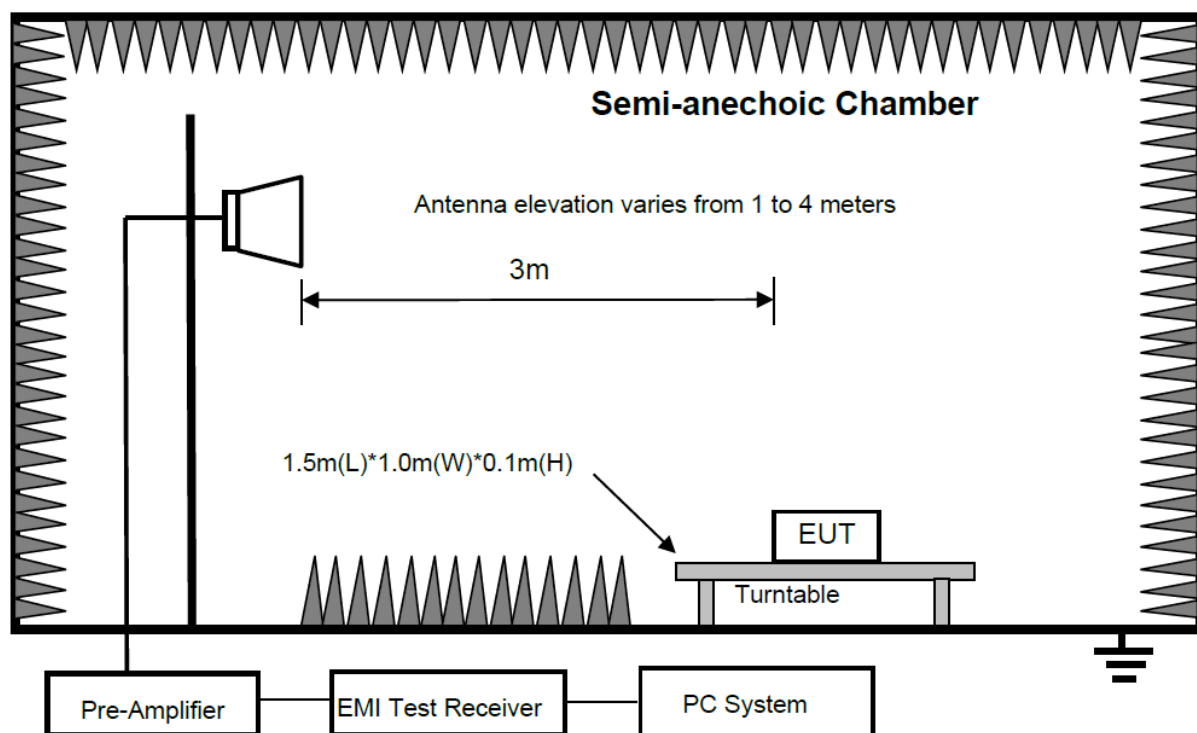 Semi-anechoic Chamber
Antenna elevation varies from 1 to 4 meters
3m
1.5m(L)*1.0m(W)*0.1m(H)
EUT
Turntable
Pre-Amplifier
EMI Test Receiver
PC System